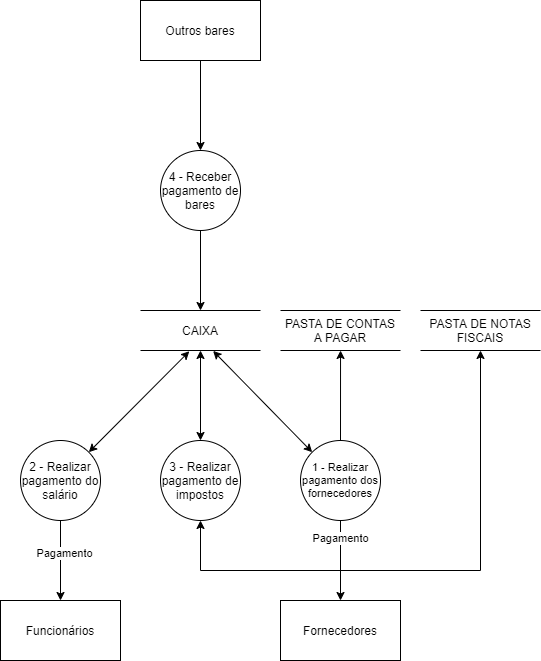 Outros bares
4 - Receber
pagamento de
bares
CAIXA
PASTA DE CONTAS
A PAGAR
PASTA DE NOTAS
FISCAIS
2 - Realizar
pagamento do
salário
3 - Realizar
pagamento de
impostos
1 - Realizar
pagamento dos
fornecedores
Pagamento
Pagamento
Funcionários
Fornecedores